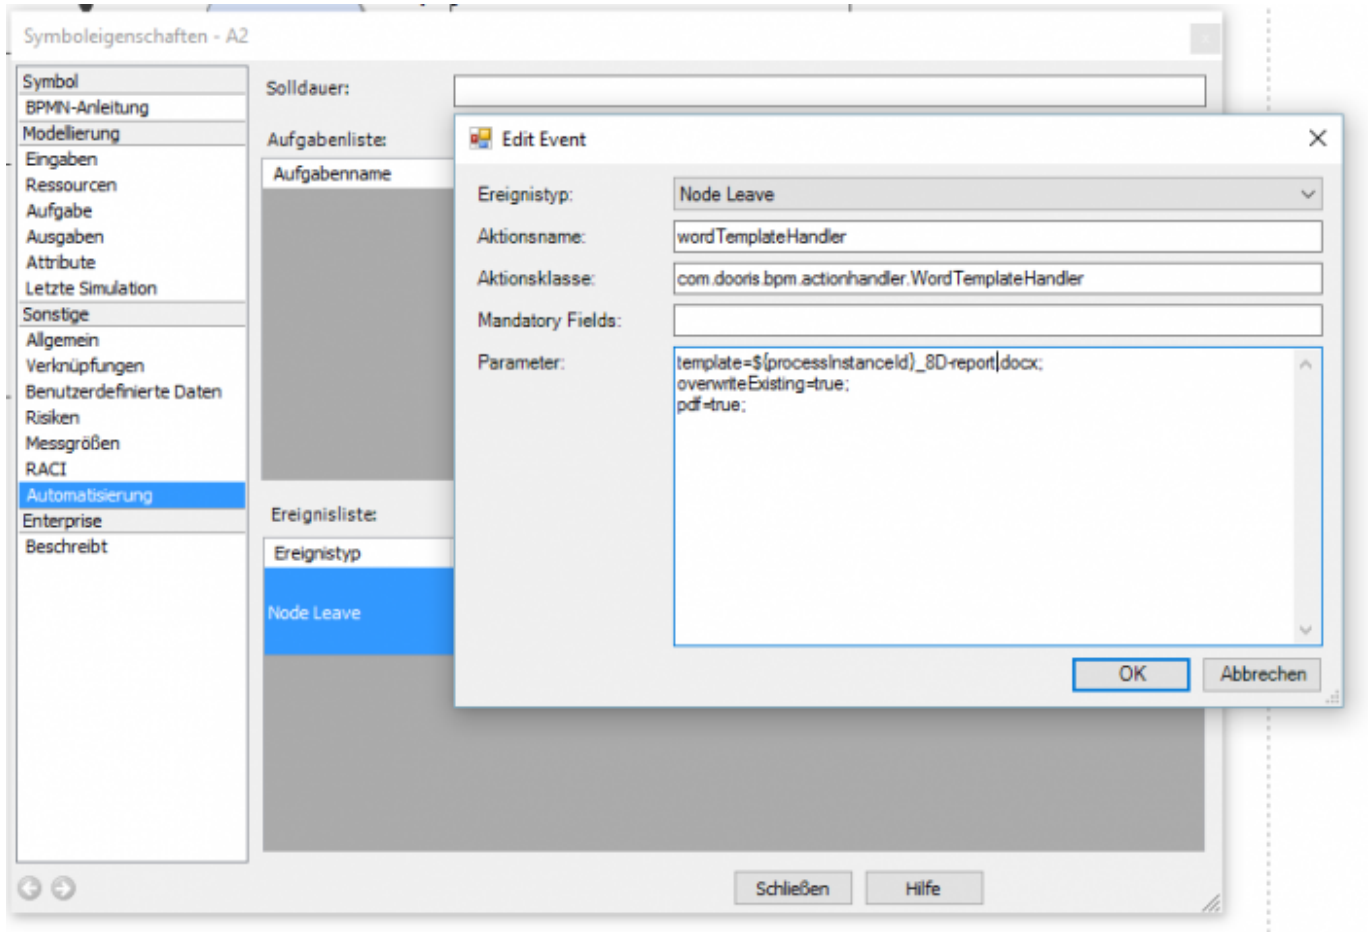 Symboleigenschaften - A2
Symbol
BPMN-Anleitung
Modellierung
Eingaben
Ressourcen
Aufgabe
Ausgaben
Attribute
Letzte Simulation
Sonstige
Allgemein
Verknüpfungen
Benutzerdefinierte Daten
Risiken
Messgrößen
RACI
Automatisierung
Enterprise
Beschreibt
Solldauer:
Aufgabenliste:
Aufgabenname
Ereignisliste:
Ereignistyp
Node Leave
Edit Event
Ereignistyp:
Node Leave
Aktionsname:
wordTemplateHandler
Aktionsklasse:
com.dooris.bpm.actionhandler.WordTemplateHandler
Mandatory Fields:
Parameter:
template=${processInstanceId}_8D-report.docx;
overwriteExisting=true;
pdf=true;
OK
Abbrechen
Schließen
Hilfe